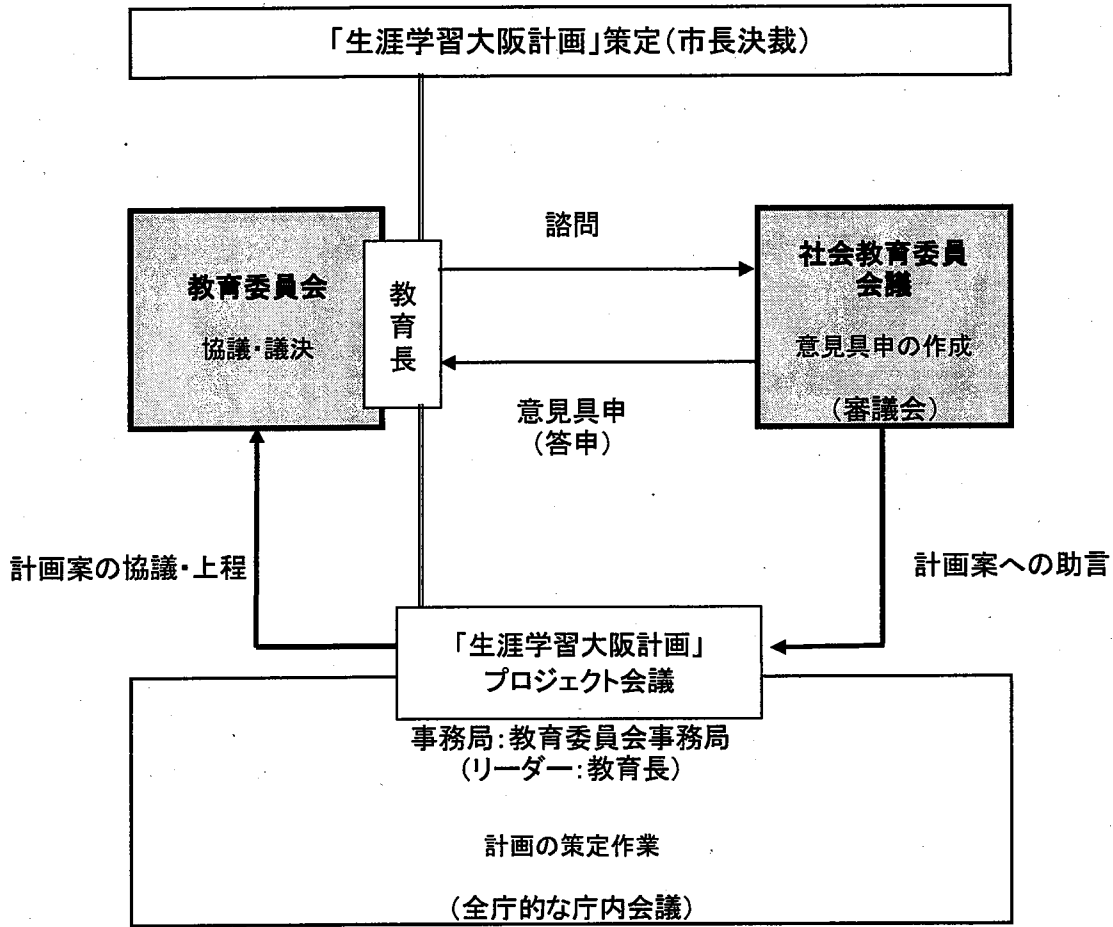 「生涯学習大阪計画」策定(市長決裁)
諮問
教育委員会
協議・議決
教育長
社会教育委員
会議
意見具申の作成
(審議会)
意見具申
(答申)
計画案の協議・上程
計画案への助言
「生涯学習大阪計画」
プロジェクト会議
事務局:教育委員会事務局
(リーダー:教育長)
計画の策定作業
(全庁的な庁内会議)